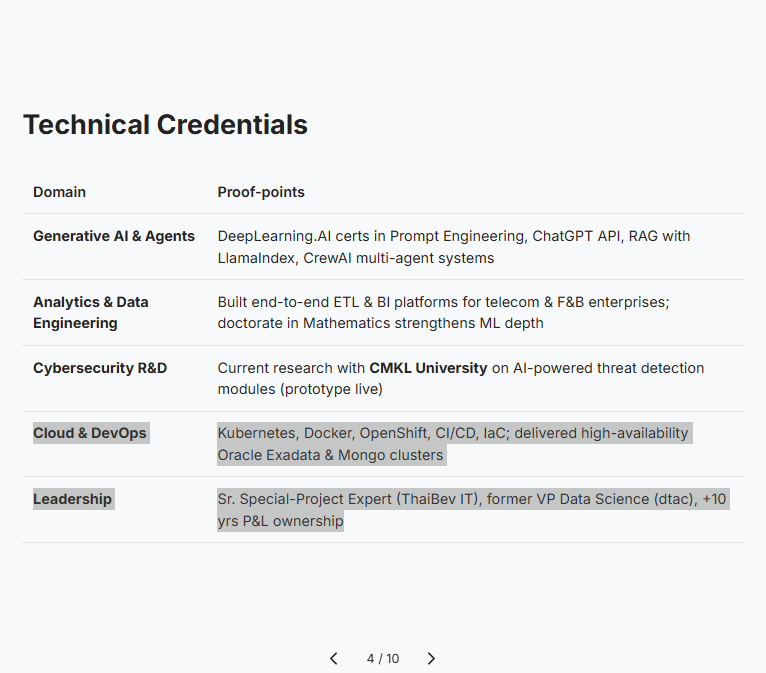 Technical Credentials
Domain
Proof-points
Generative AI & Agents
DeepLearning.AI certs in Prompt Engineering, ChatGPT API, RAG with
LlamaIndex, CrewAI multi-agent systems
Analytics & Data
Engineering
Built end-to-end ETL & BI platforms for telecom & F&B enterprises;
doctorate in Mathematics strengthens ML depth
Cybersecurity R&D
Current research with CMKL University on AI-powered threat detection
modules (prototype live)
Cloud & DevOps
Kubernetes, Docker, OpenShift, CI/CD, IaC; delivered high-availability
Oracle Exadata & Mongo clusters
Leadership
Sr. Special-Project Expert (ThaiBev IT), former VP Data Science (dtac), +10
yrs P&L ownership
4 / 10